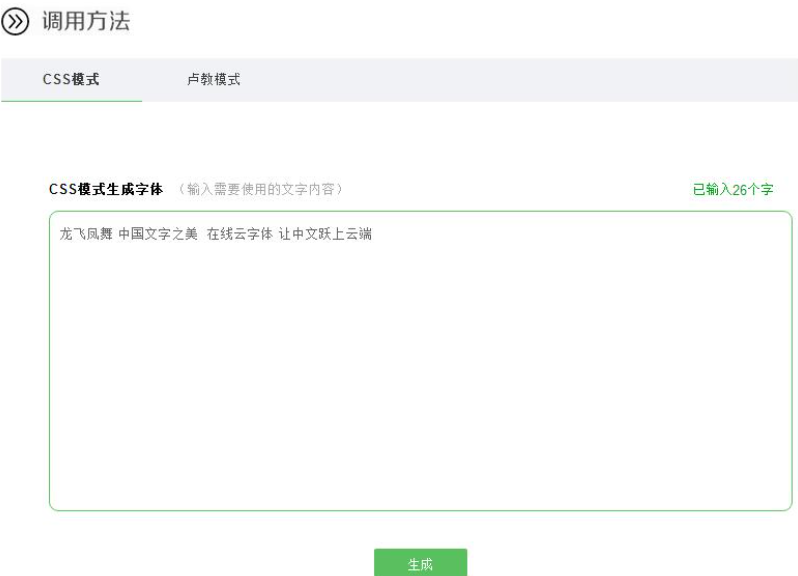 调用方法
CSS模式 卢教模式
CSS模式生成字体 （输入需要使用的文字内容） 已输入26个字
龙飞凤舞 中国文字之美 在线云字体 让中文跃上云端
生成